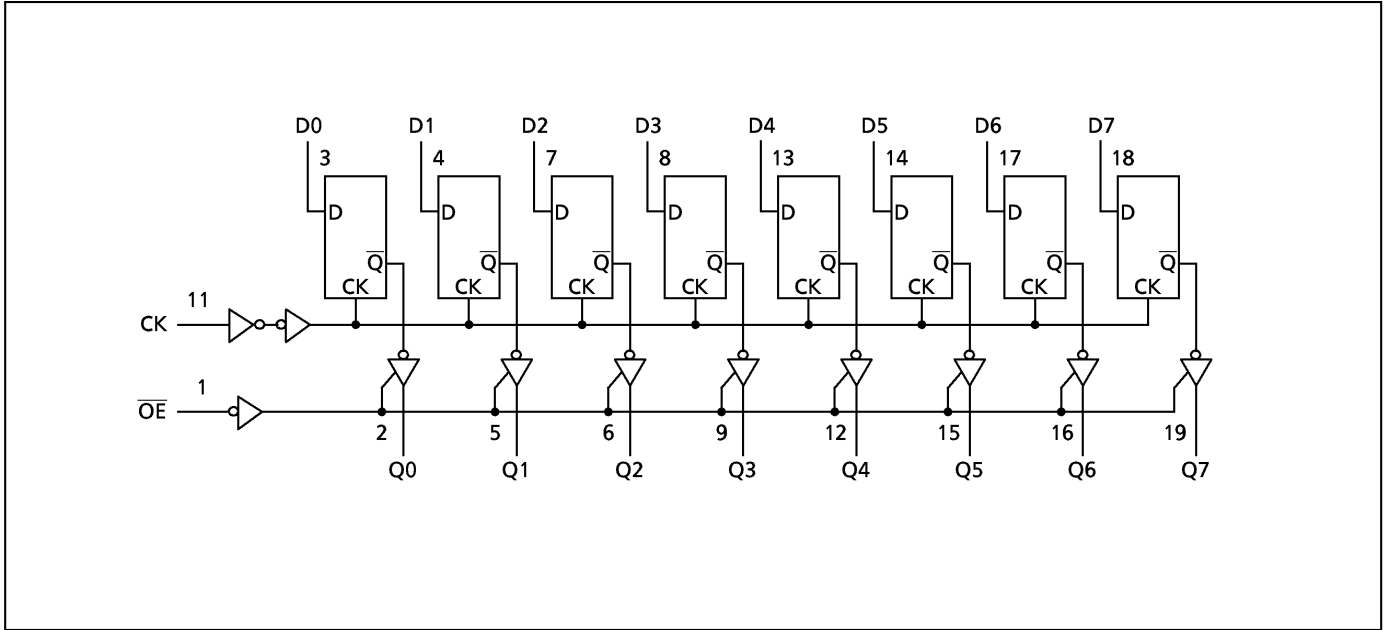 D0 D1 D2 D3 D4 D5 D6 D7
3 4 7 8 13 14 17 18
D D D D D D D D
Q̅ Q̅ Q̅ Q̅ Q̅ Q̅ Q̅ Q̅
CK CK CK CK CK CK CK CK
11
CK
1
O̅E̅
2 5 6 9 12 15 16 19
Q0 Q1 Q2 Q3 Q4 Q5 Q6 Q7